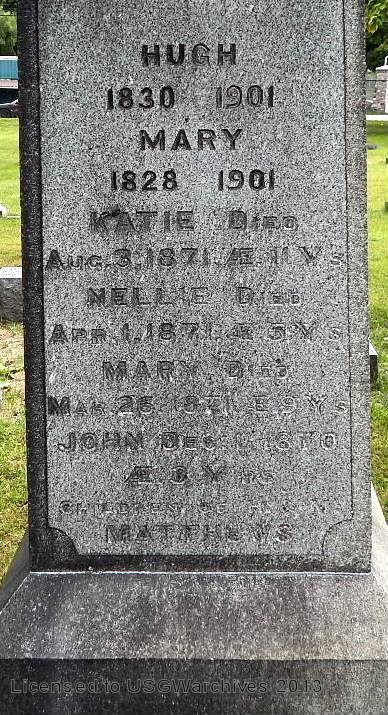 HUGH
1830 1901
MARY
1828 1901
KATIE DIED
AUG. 3. 1871. Æ. 11 YS
NELLIE DIED
APR. 1. 1871. Æ. 5 YS
MARY DIED
MAR. 26. 1871 Æ. 9 YS
JOHN DEC. 1. 1870
Æ 3 YRS
CHILDREN OF H. & M.
MATTHEWS
Licensed to USGWarchives 2013